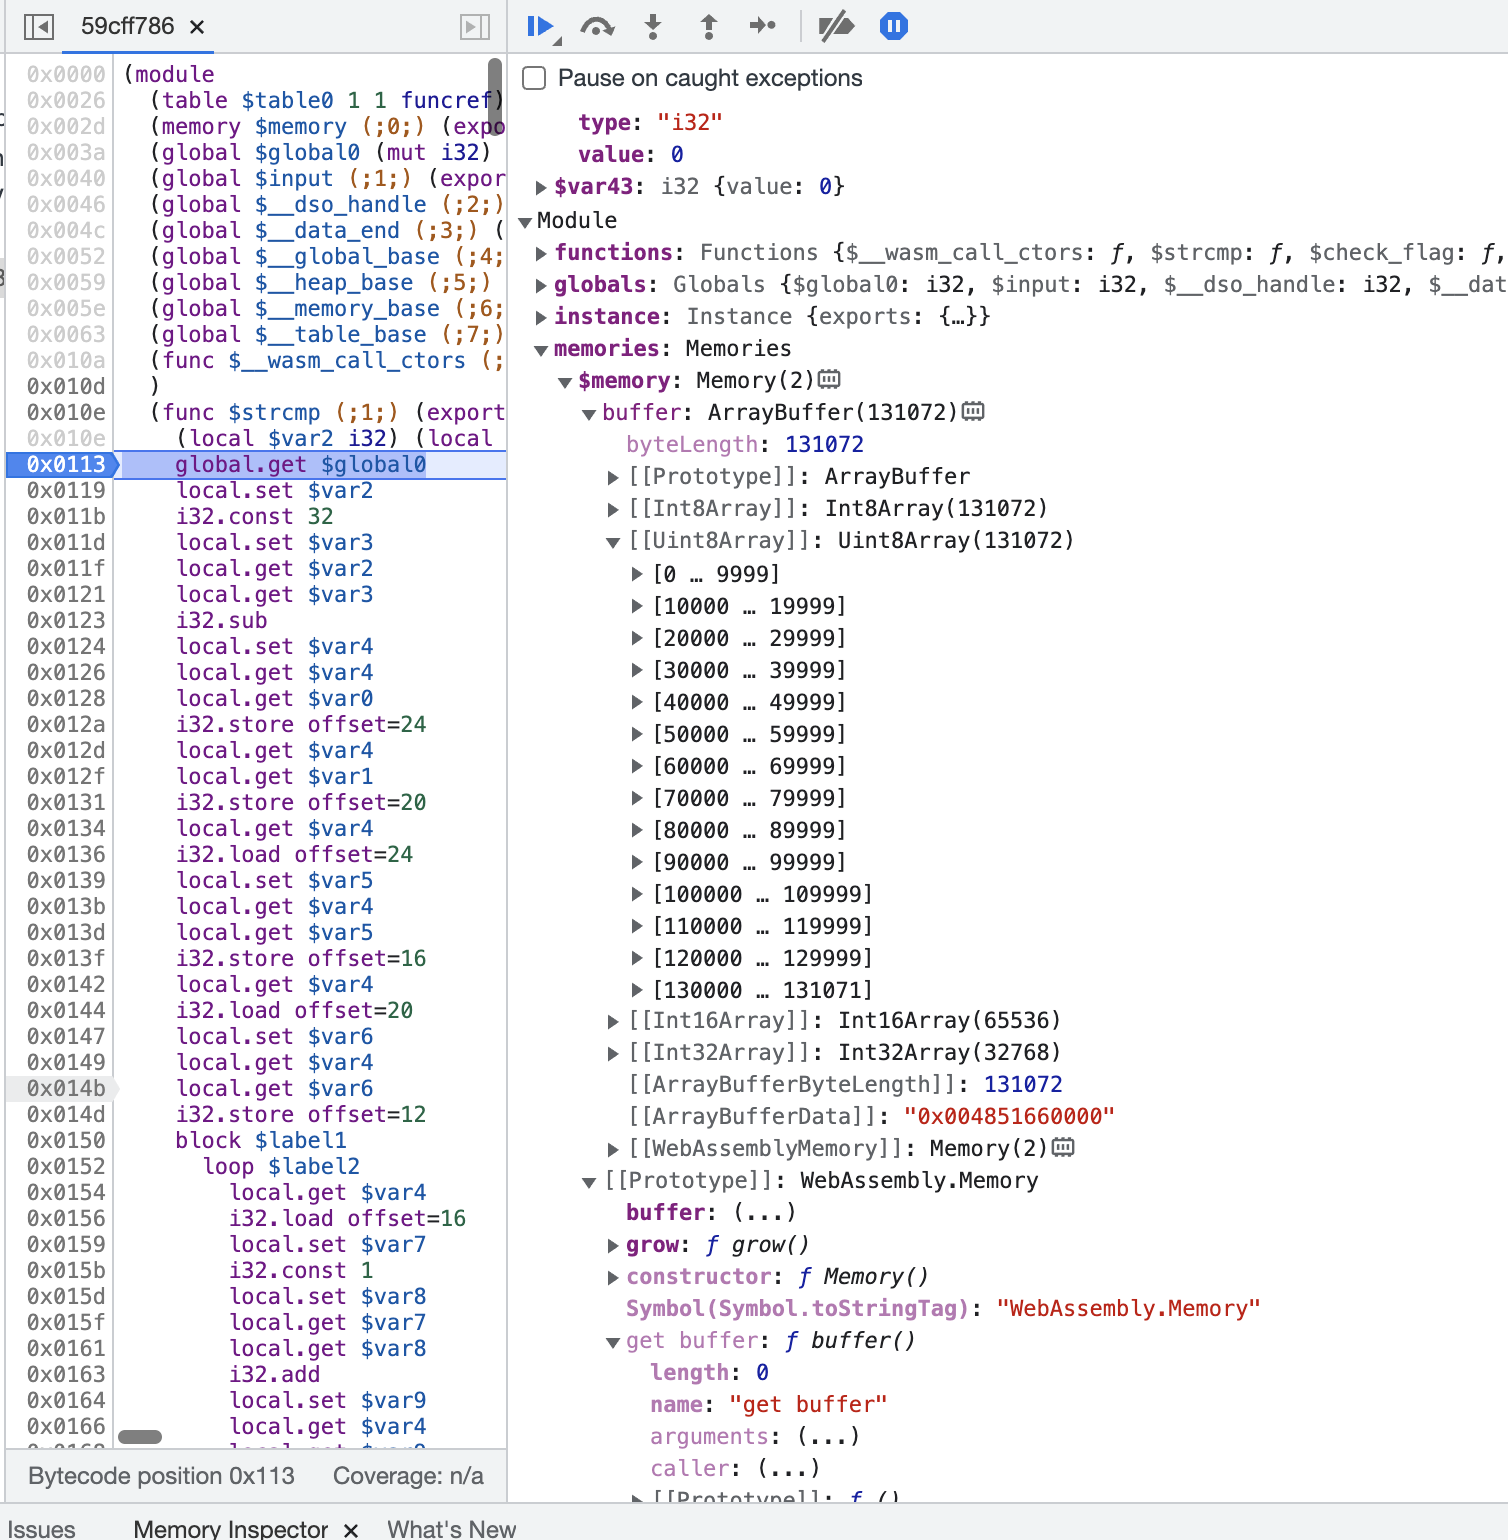 59cff786 ×
0x0000 (module
0x0026 (table $table0 1 1 funcref)
0x002d (memory $memory (;0;) (expo
0x003a (global $global0 (mut i32)
0x0040 (global $input (;1;) (expor
0x0046 (global $__dso_handle (;2;)
0x004c (global $__data_end (;3;) (
0x0052 (global $__global_base (;4;
0x0059 (global $__heap_base (;5;)
0x005e (global $__memory_base (;6;
0x0063 (global $__table_base (;7;)
0x010a (func $__wasm_call_ctors (;
0x010d )
0x010e (func $strcmp (;1;) (export
0x010e (local $var2 i32) (local
0x0113 global.get $global0
0x0119 local.set $var2
0x011b i32.const 32
0x011d local.set $var3
0x011f local.get $var2
0x0121 local.get $var3
0x0123 i32.sub
0x0124 local.set $var4
0x0126 local.get $var4
0x0128 local.get $var0
0x012a i32.store offset=24
0x012d local.get $var4
0x012f local.get $var1
0x0131 i32.store offset=20
0x0134 local.get $var4
0x0136 i32.load offset=24
0x0139 local.set $var5
0x013b local.get $var4
0x013d local.get $var5
0x013f i32.store offset=16
0x0142 local.get $var4
0x0144 i32.load offset=20
0x0147 local.set $var6
0x0149 local.get $var4
0x014b local.get $var6
0x014d i32.store offset=12
0x0150 block $label1
0x0152 loop $label2
0x0154 local.get $var4
0x0156 i32.load offset=16
0x0159 local.set $var7
0x015b i32.const 1
0x015d local.set $var8
0x015f local.get $var7
0x0161 local.get $var8
0x0163 i32.add
0x0164 local.set $var9
0x0166 local.get $var4
Bytecode position 0x113 Coverage: n/a
Pause on caught exceptions
type: "i32"
value: 0
$var43: i32 {value: 0}
Module
functions: Functions {$__wasm_call_ctors: ƒ, $strcmp: ƒ, $check_flag: ƒ,
globals: Globals {$global0: i32, $input: i32, $__dso_handle: i32, $__dat
instance: Instance {exports: {…}}
memories: Memories
$memory: Memory(2)
buffer: ArrayBuffer(131072)
byteLength: 131072
[[Prototype]]: ArrayBuffer
[[Int8Array]]: Int8Array(131072)
[[Uint8Array]]: Uint8Array(131072)
[0 … 9999]
[10000 … 19999]
[20000 … 29999]
[30000 … 39999]
[40000 … 49999]
[50000 … 59999]
[60000 … 69999]
[70000 … 79999]
[80000 … 89999]
[90000 … 99999]
[100000 … 109999]
[110000 … 119999]
[120000 … 129999]
[130000 … 131071]
[[Int16Array]]: Int16Array(65536)
[[Int32Array]]: Int32Array(32768)
[[ArrayBufferByteLength]]: 131072
[[ArrayBufferData]]: "0x004851660000"
[[WebAssemblyMemory]]: Memory(2)
[[Prototype]]: WebAssembly.Memory
buffer: (...)
grow: ƒ grow()
constructor: ƒ Memory()
Symbol(Symbol.toStringTag): "WebAssembly.Memory"
get buffer: ƒ buffer()
length: 0
name: "get buffer"
arguments: (...)
caller: (...)
[[Prototype]]: ƒ ()
Issues Memory Inspector × What's New